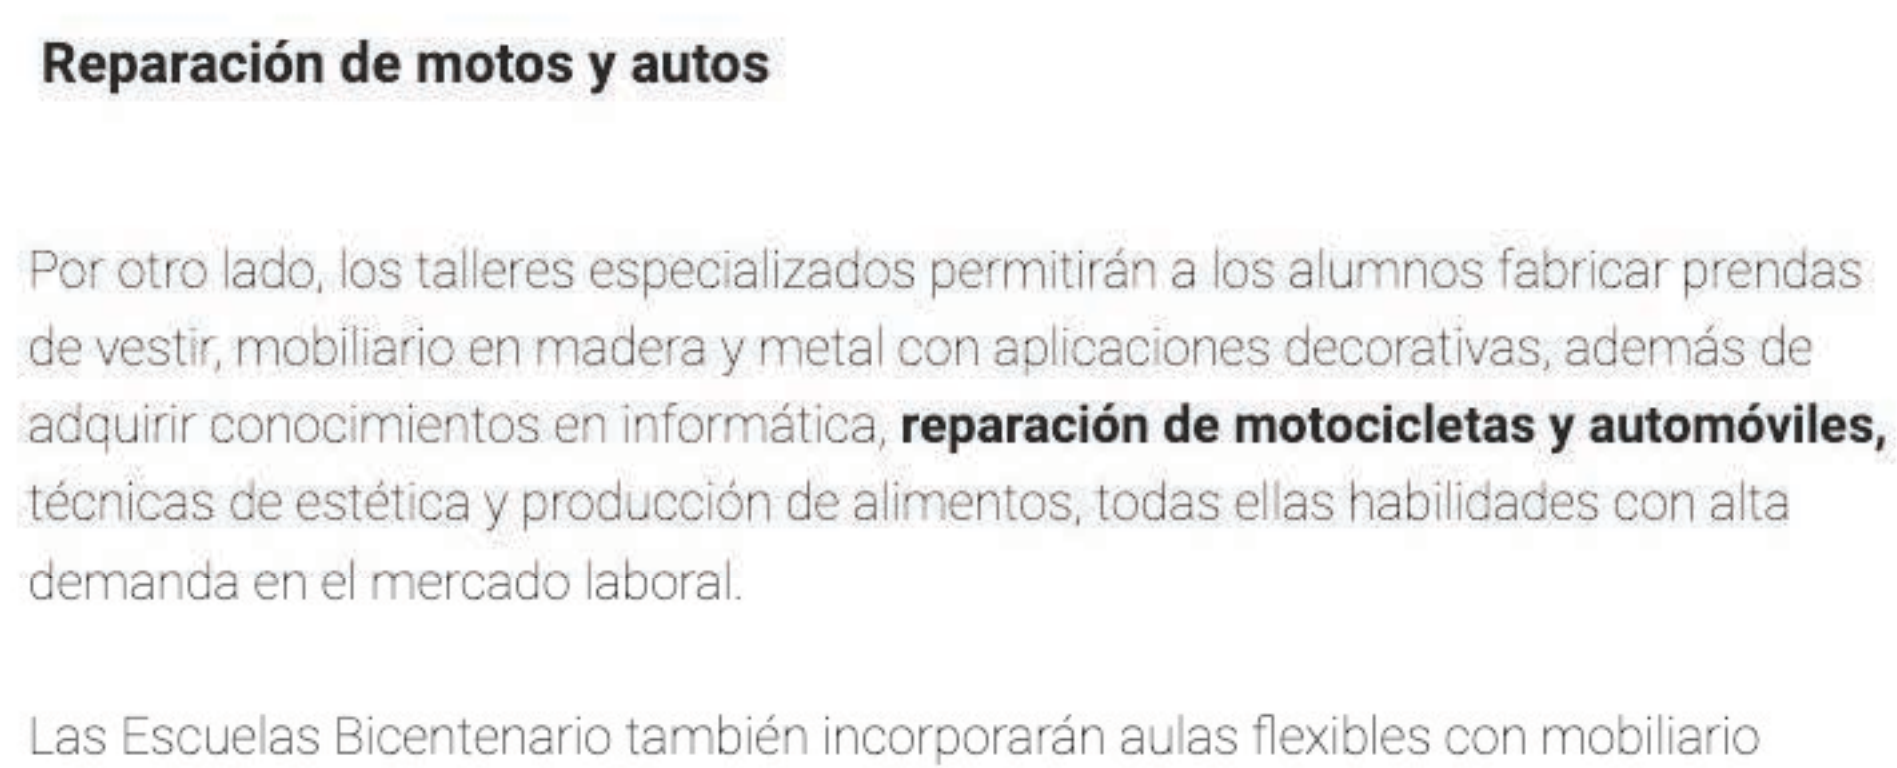 Reparación de motos y autos
Por otro lado, los talleres especializados permitirán a los alumnos fabricar prendas
de vestir, mobiliario en madera y metal con aplicaciones decorativas, además de
adquirir conocimientos en informática, reparación de motocicletas y automóviles,
técnicas de estética y producción de alimentos, todas ellas habilidades con alta
demanda en el mercado laboral.
Las Escuelas Bicentenario también incorporarán aulas flexibles con mobiliario